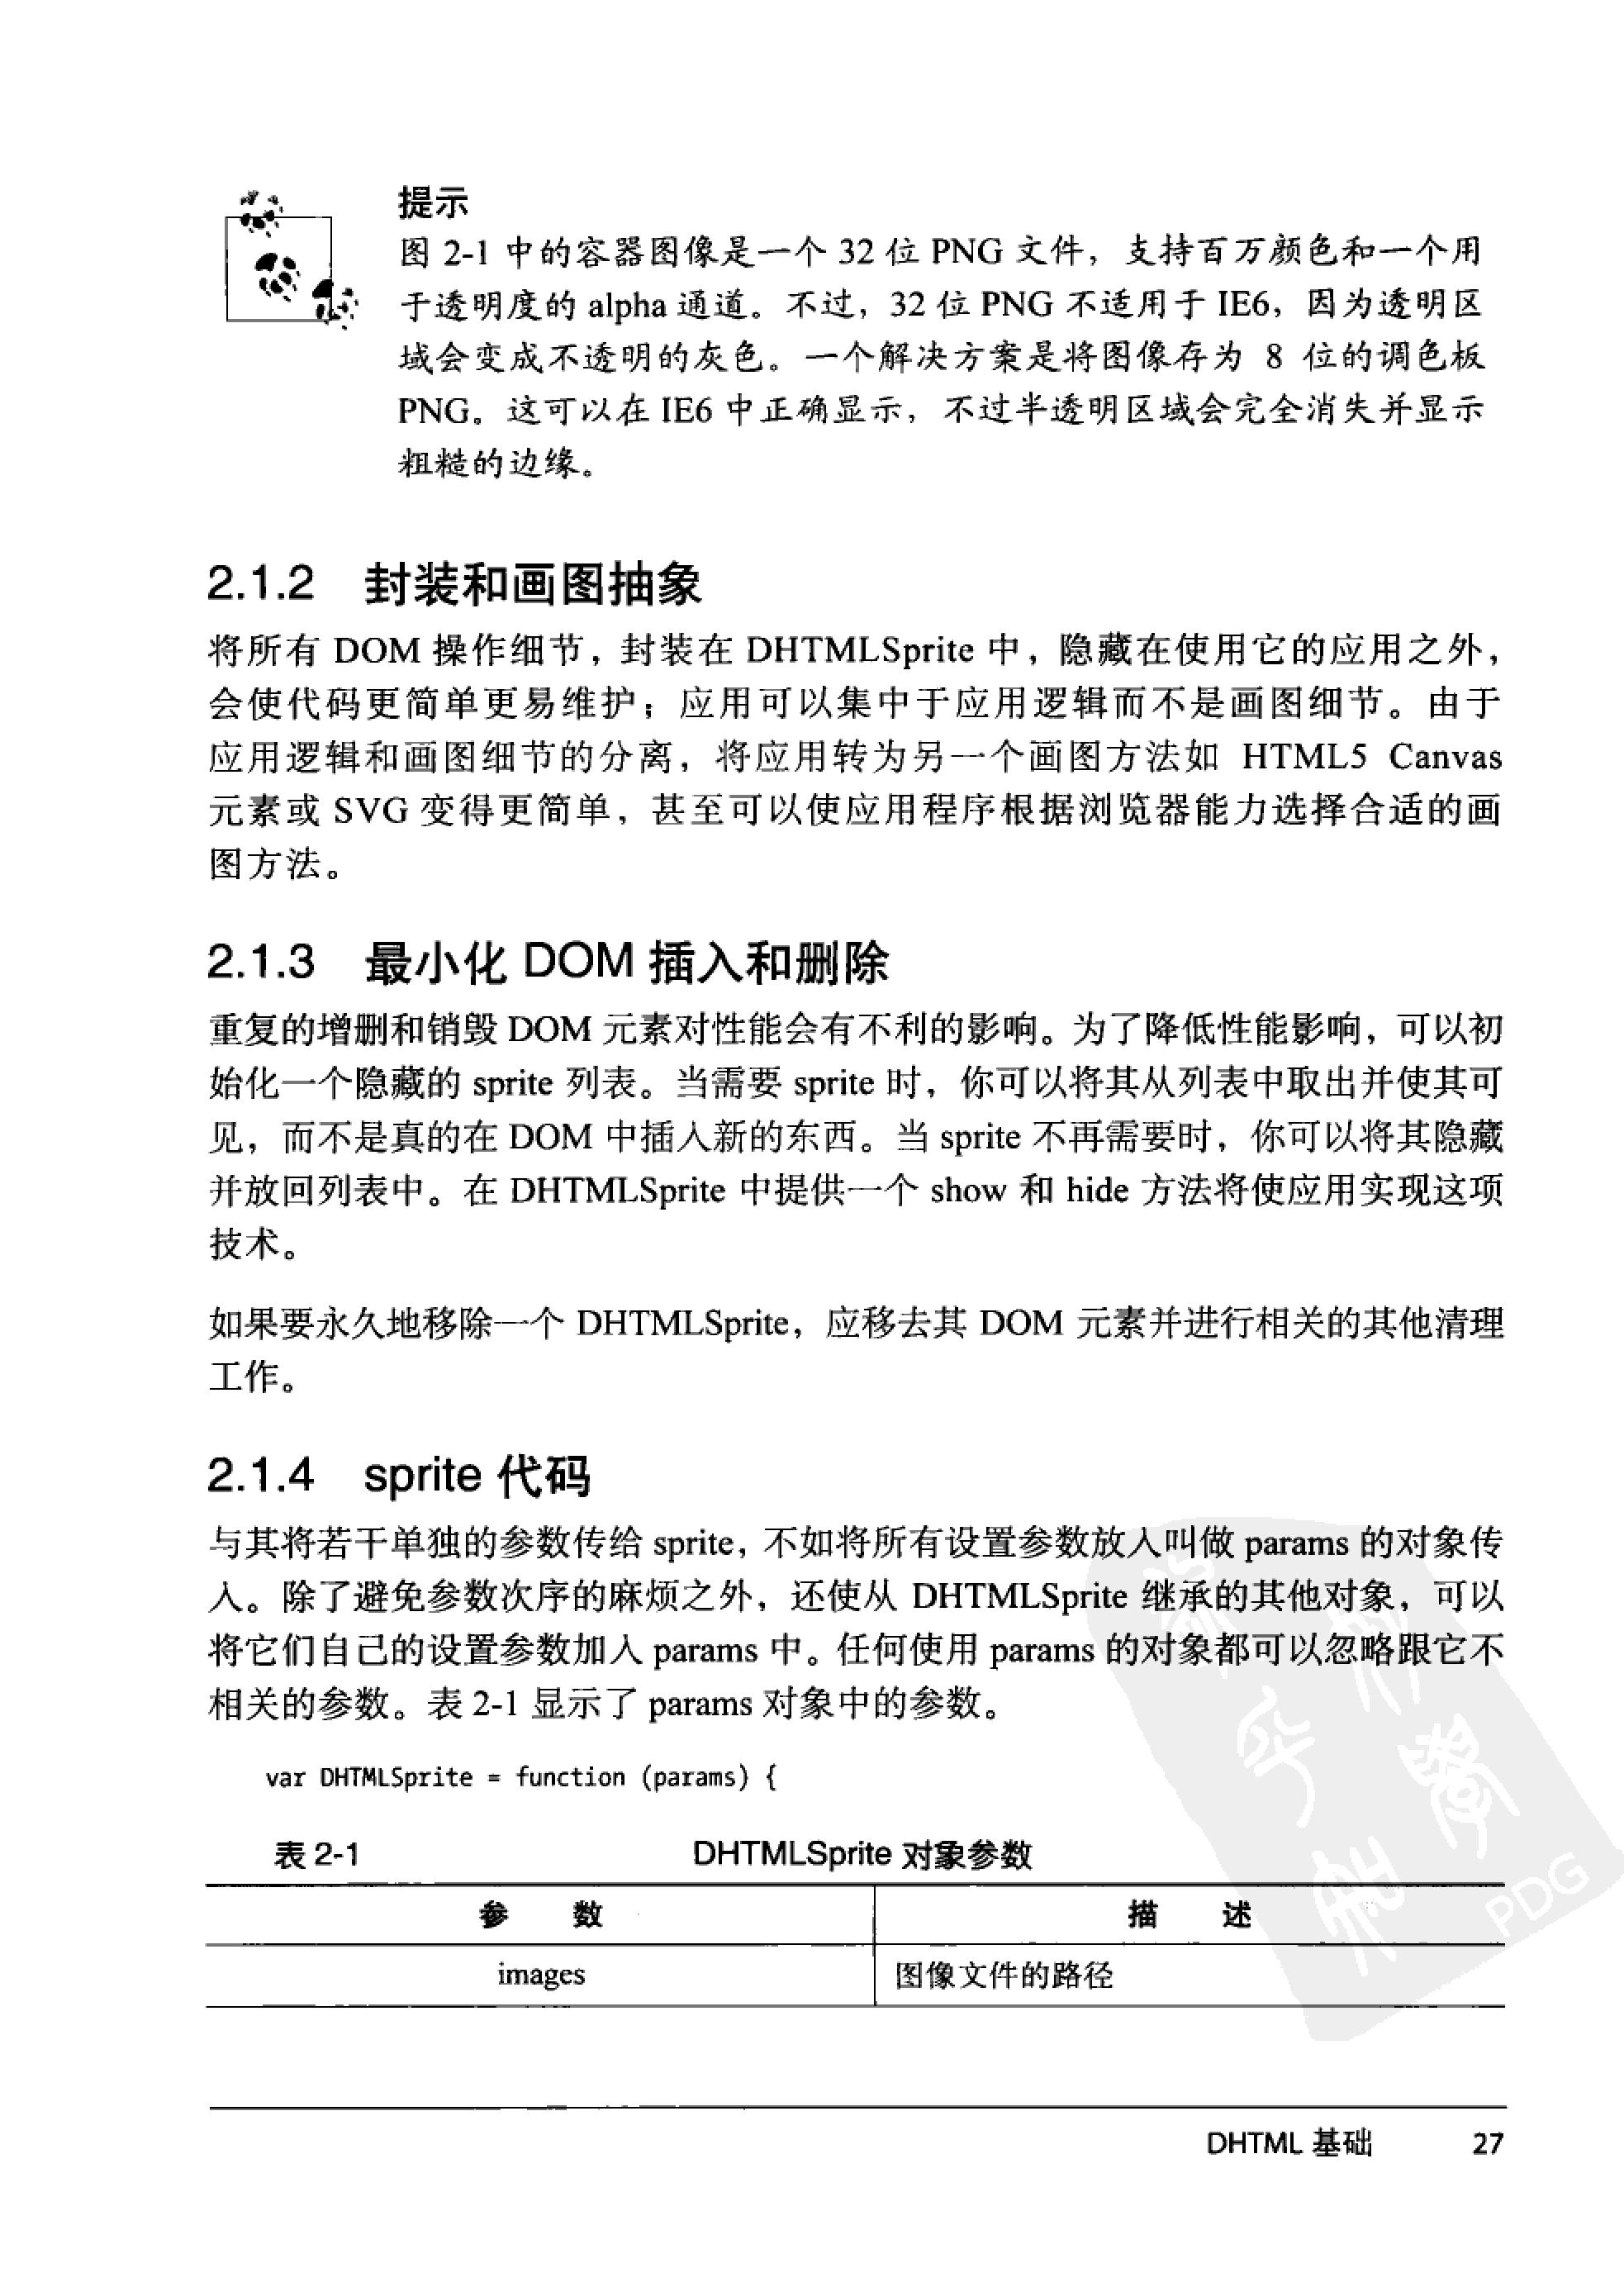 提示
图 2-1 中的容器图像是一个 32 位 PNG 文件，支持百万颜色和一个用
于透明度的 alpha 通道。不过，32 位 PNG 不适用于 IE6，因为透明区
域会变成不透明的灰色。一个解决方案是将图像存为 8 位的调色板
PNG。这可以在 IE6 中正确显示，不过半透明区域会完全消失并显示
粗糙的边缘。
2.1.2 封装和画图抽象
将所有 DOM 操作细节，封装在 DHTMLSprite 中，隐藏在使用它的应用之外，
会使代码更简单更易维护；应用可以集中于应用逻辑而不是画图细节。由于
应用逻辑和画图细节的分离，将应用转为另一个画图方法如 HTML5 Canvas
元素或 SVG 变得更简单，甚至可以使应用程序根据浏览器能力选择合适的画
图方法。
2.1.3 最小化 DOM 插入和删除
重复的增删和销毁 DOM 元素对性能会有不利的影响。为了降低性能影响，可以初
始化一个隐藏的 sprite 列表。当需要 sprite 时，你可以将其从列表中取出并使其可
见，而不是真的在 DOM 中插入新的东西。当 sprite 不再需要时，你可以将其隐藏
并放回列表中。在 DHTMLSprite 中提供一个 show 和 hide 方法将使应用实现这项
技术。
如果要永久地移除一个 DHTMLSprite，应移去其 DOM 元素并进行相关的其他清理
工作。
2.1.4 sprite 代码
与其将若干单独的参数传给 sprite，不如将所有设置参数放入叫做 params 的对象传
入。除了避免参数次序的麻烦之外，还使从 DHTMLSprite 继承的其他对象，可以
将它们自己的设置参数加入 params 中。任何使用 params 的对象都可以忽略跟它不
相关的参数。表 2-1 显示了 params 对象中的参数。
var DHTMLSprite = function (params) {
表 2-1 DHTMLSprite 对象参数
参 数 描 述
images 图像文件的路径
PDG
DHTML 基础 27